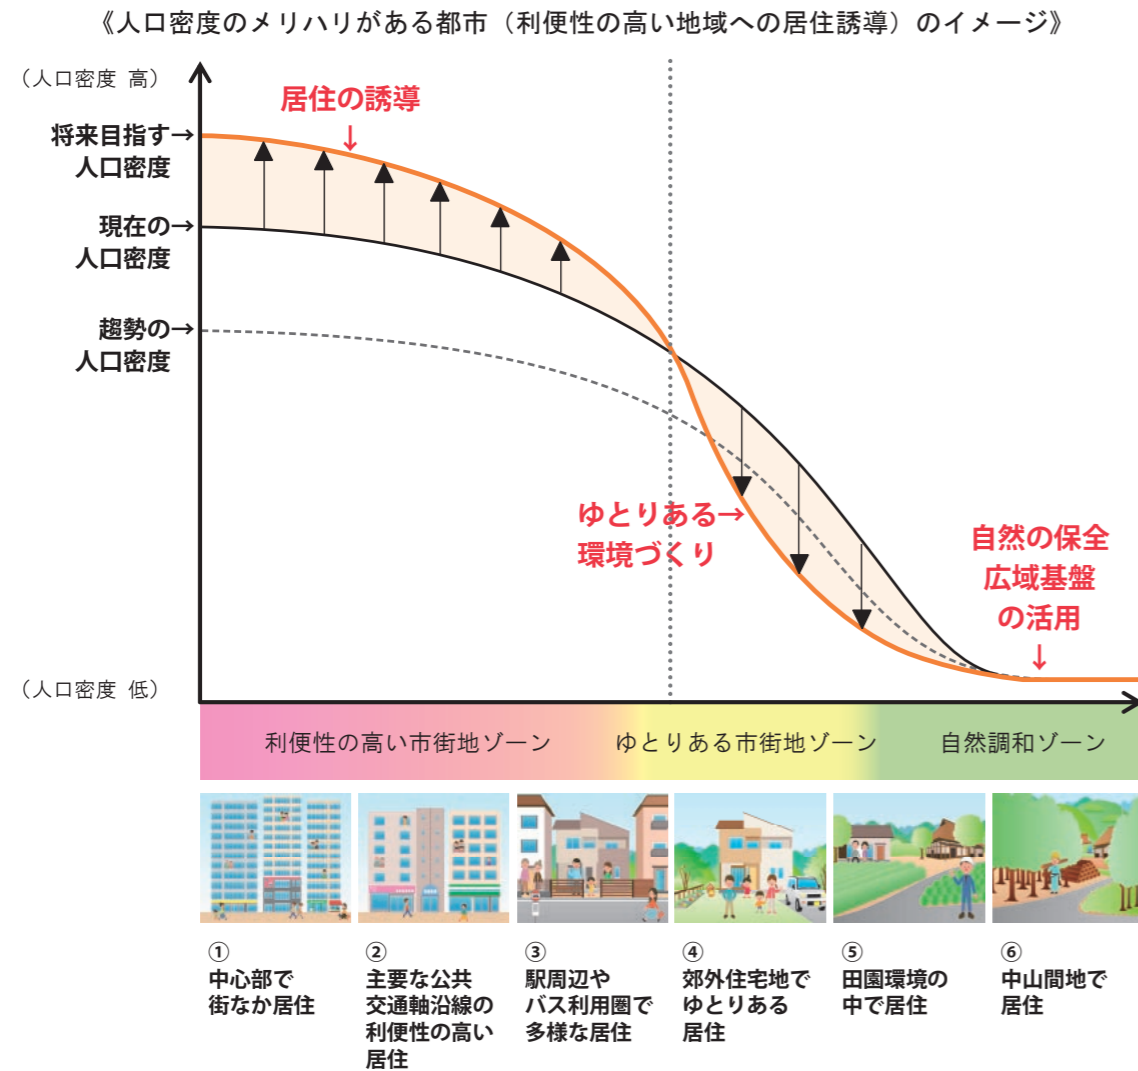 《人口密度のメリハリがある都市（利便性の高い地域への居住誘導）のイメージ》
（人口密度 高）
居住の誘導
↓
将来目指す→
人口密度
現在の→
人口密度
趨勢の→
人口密度
ゆとりある→
環境づくり
自然の保全
広域基盤
の活用
↓
（人口密度 低）
利便性の高い市街地ゾーン
ゆとりある市街地ゾーン
自然調和ゾーン
①
中心部で
街なか居住
②
主要な公共
交通軸沿線の
利便性の高い
居住
③
駅周辺や
バス利用圏で
多様な居住
④
郊外住宅地で
ゆとりある
居住
⑤
田園環境の
中で居住
⑥
中山間地で
居住